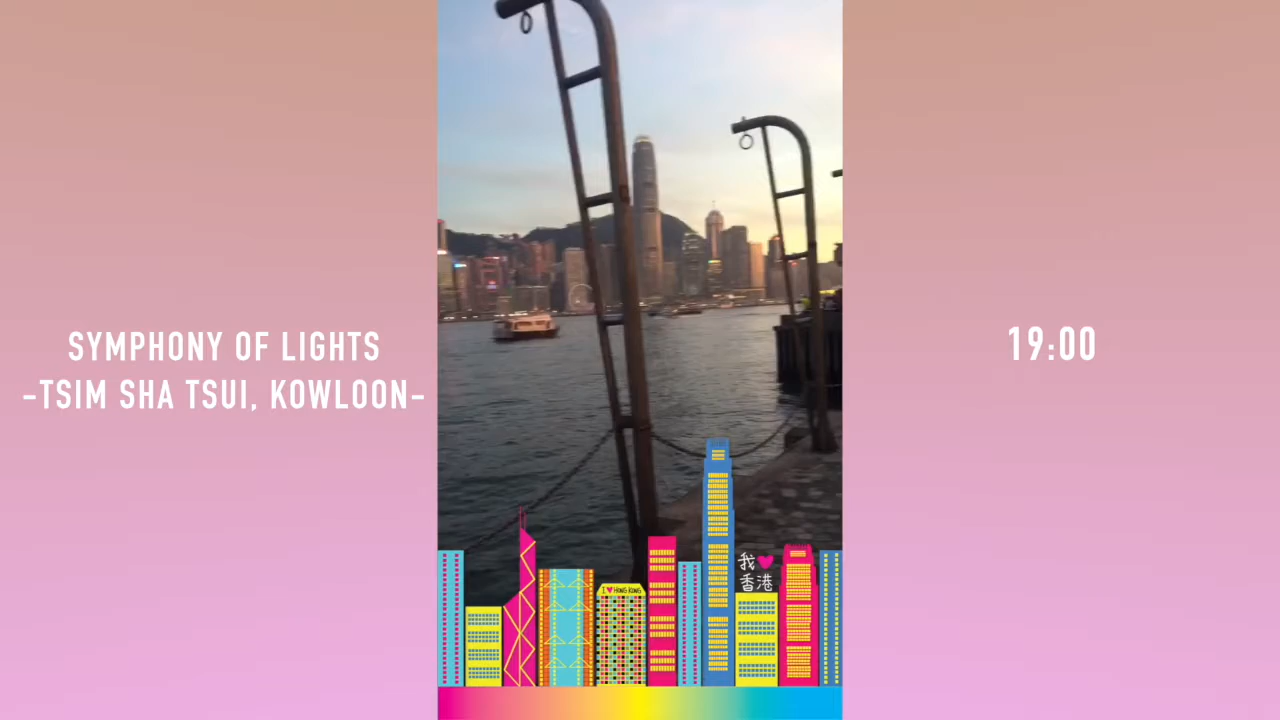 SYMPHONY OF LIGHTS
-TSIM SHA TSUI, KOWLOON-
19:00
我♥
香港
I ♥ HONG KONG